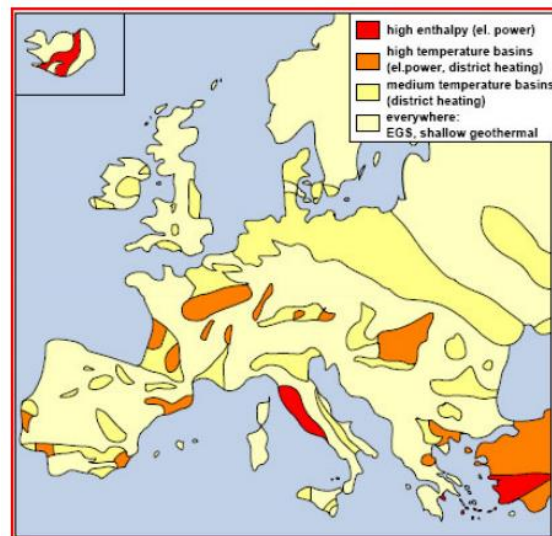 high enthalpy (el. power)
high temperature basins
(el.power, district heating)
medium temperature basins
(district heating)
everywhere:
EGS, shallow geothermal